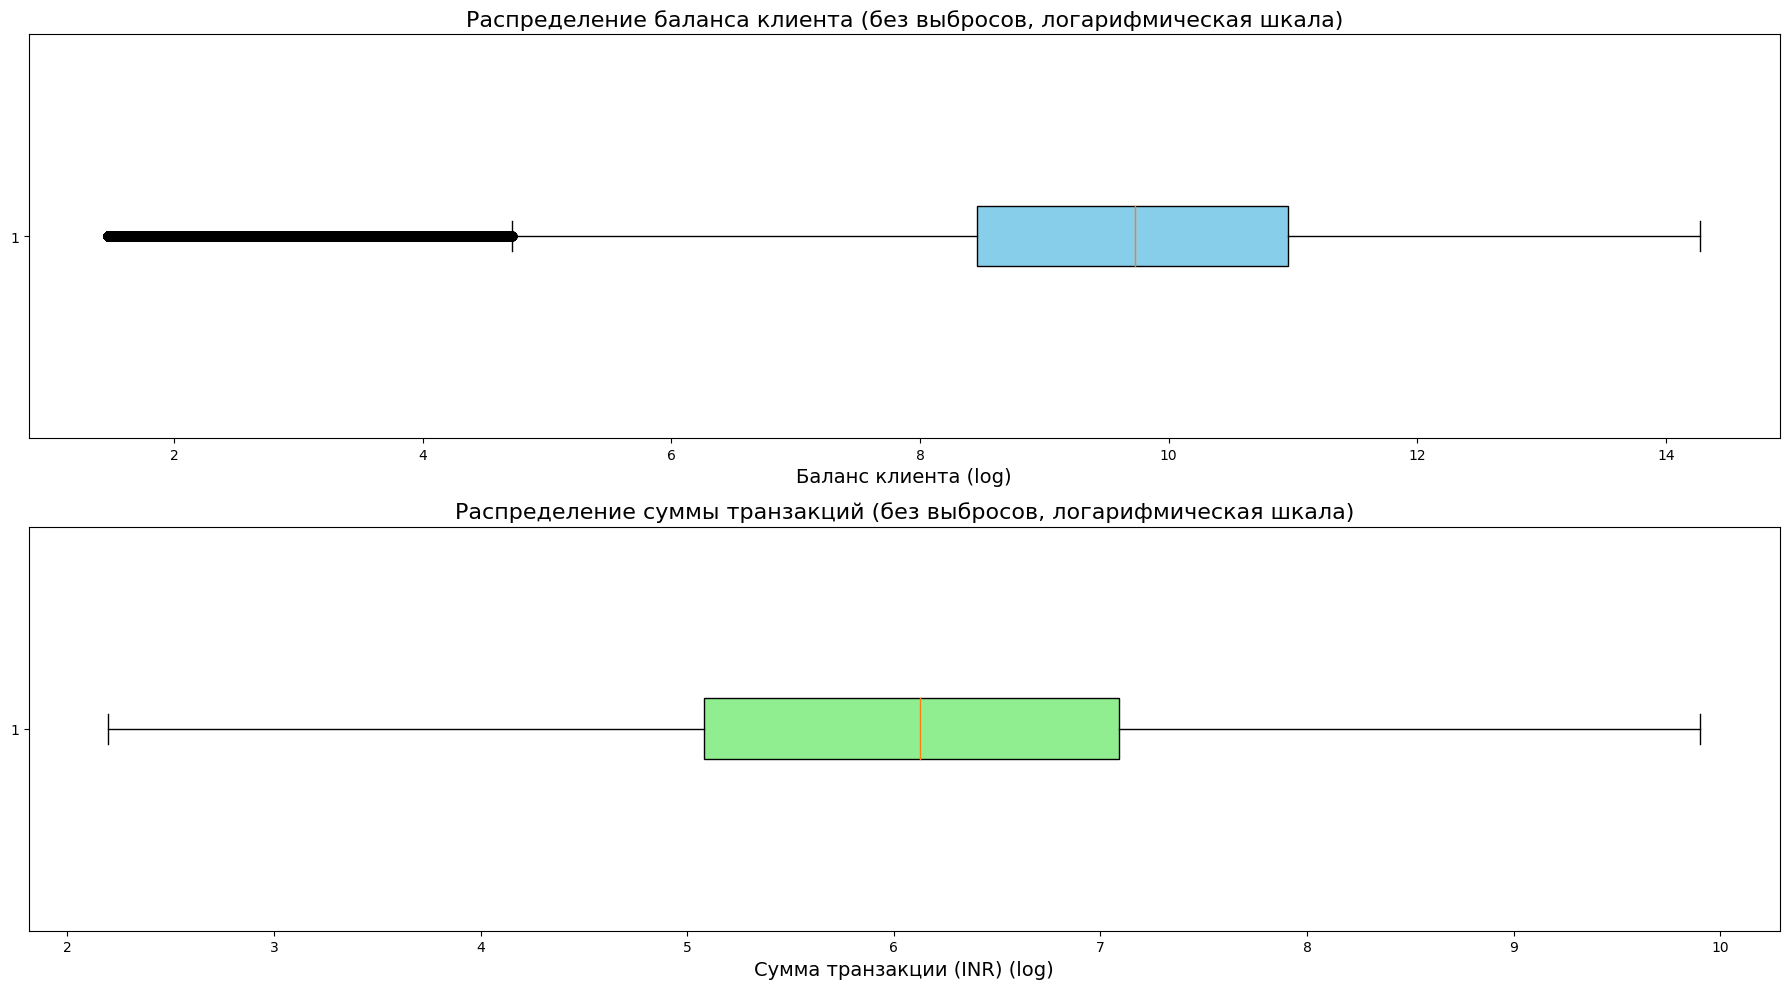 Распределение баланса клиента (без выбросов, логарифмическая шкала)
1
2 4 6 8 10 12 14
Баланс клиента (log)
Распределение суммы транзакций (без выбросов, логарифмическая шкала)
1
2 3 4 5 6 7 8 9 10
Сумма транзакции (INR) (log)